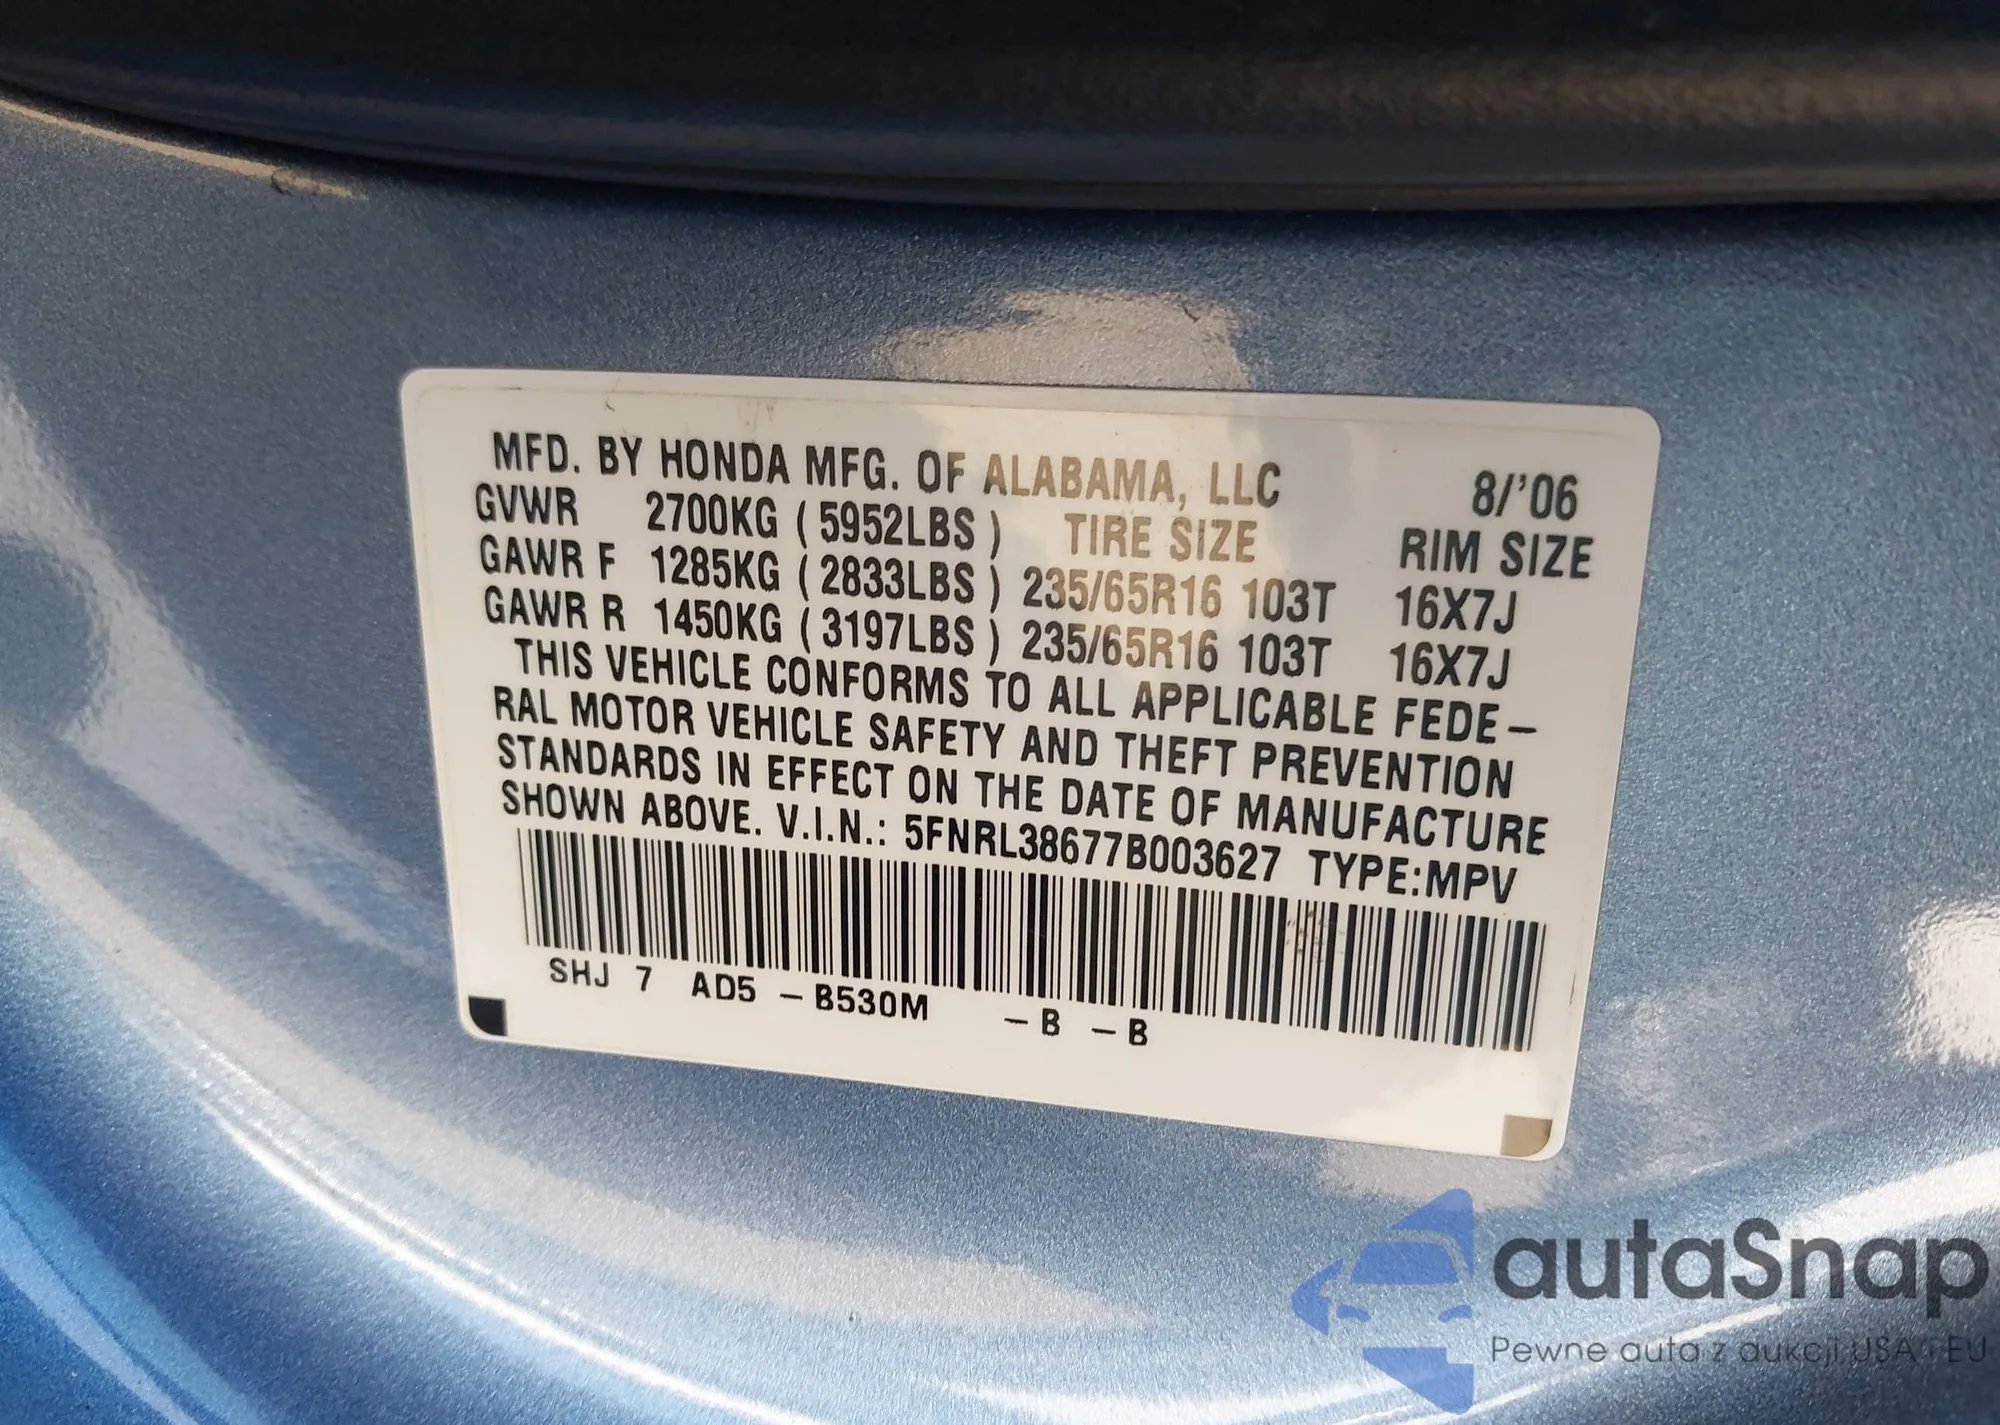 MFD. BY HONDA MFG. OF ALABAMA, LLC 8/'06
GVWR 2700KG ( 5952LBS ) TIRE SIZE RIM SIZE
GAWR F 1285KG ( 2833LBS ) 235/65R16 103T 16X7J
GAWR R 1450KG ( 3197LBS ) 235/65R16 103T 16X7J
THIS VEHICLE CONFORMS TO ALL APPLICABLE FEDE–
RAL MOTOR VEHICLE SAFETY AND THEFT PREVENTION
STANDARDS IN EFFECT ON THE DATE OF MANUFACTURE
SHOWN ABOVE. V.I.N.: 5FNRL38677B003627 TYPE:MPV
SHJ 7 AD5 – B530M – B – B
autaSnap
Pewne auta z aukcji USA i EU